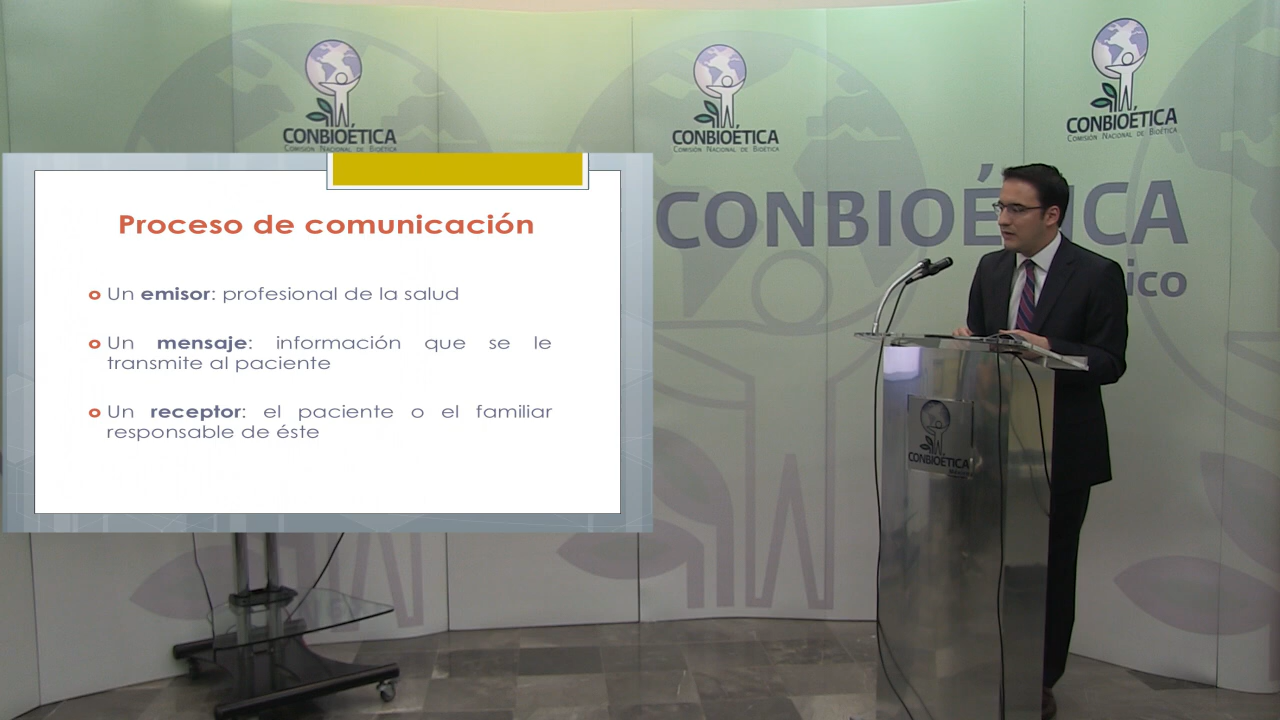 CONBIOÉTICA
COMISIÓN NACIONAL DE BIOÉTICA
CONBIOÉTICA
COMISIÓN NACIONAL DE BIOÉTICA
CONBIOÉTICA
COMISIÓN NACIONAL DE BIOÉTICA
CONBIOÉ ICA
ico
Proceso de comunicación
Un emisor: profesional de la salud
Un mensaje: información que se le
transmite al paciente
Un receptor: el paciente o el familiar
responsable de éste
CONBIOÉTICA